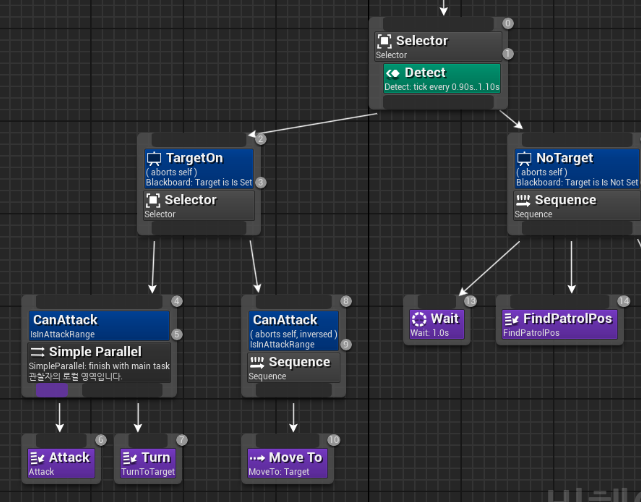 0
Selector
Selector
1
Detect
Detect: tick every 0.90s..1.10s
2
TargetOn
( aborts self )
Blackboard: Target is Is Set
3
Selector
Selector
NoTarget
( aborts self )
Blackboard: Target is Is Not Set
Sequence
Sequence
4
CanAttack
IsInAttackRange
5
Simple Parallel
SimpleParallel: finish with main task
관찰자의 로컬 영역입니다.
8
CanAttack
( aborts self, inversed )
IsInAttackRange
9
Sequence
Sequence
13
Wait
Wait: 1.0s
14
FindPatrolPos
FindPatrolPos
6
Attack
Attack
7
Turn
TurnToTarget
10
Move To
MoveTo: Target